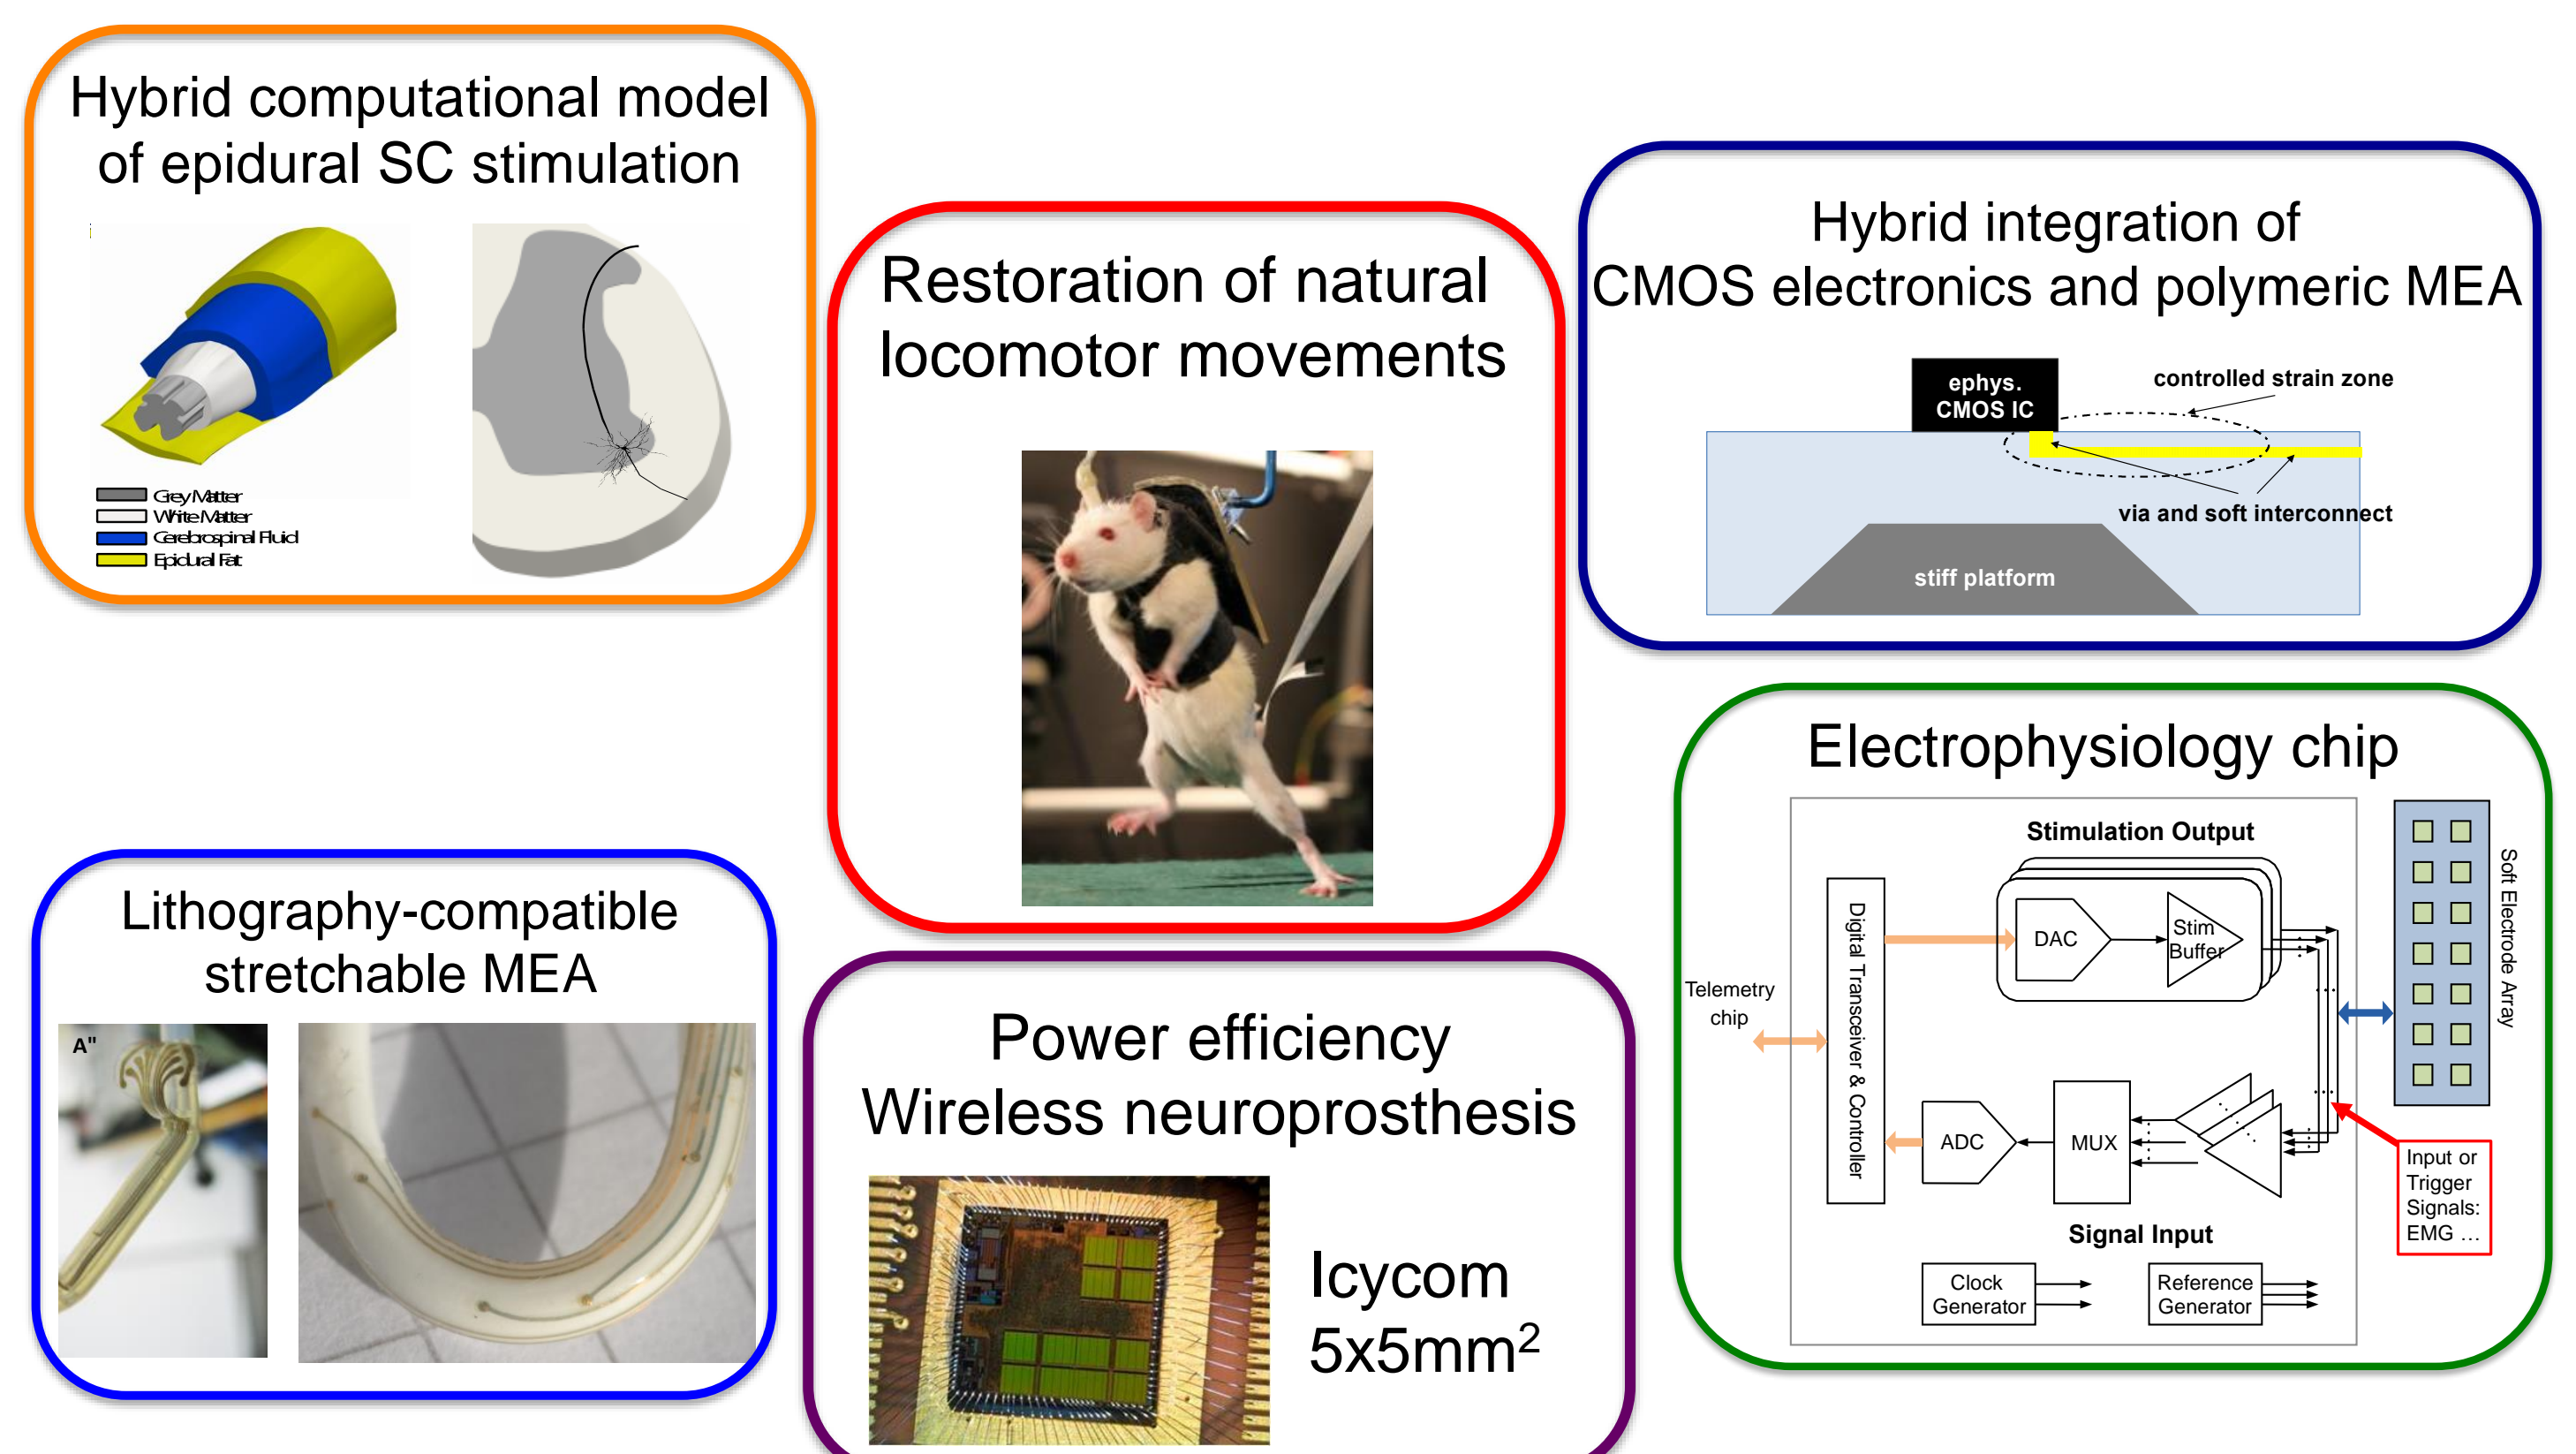 Hybrid computational model
of epidural SC stimulation
Grey Matter
White Matter
Cerebrospinal Fluid
Epidural Fat
Restoration of natural
locomotor movements
Hybrid integration of
CMOS electronics and polymeric MEA
ephys.
CMOS IC
controlled strain zone
via and soft interconnect
stiff platform
Lithography-compatible
stretchable MEA
A"
Power efficiency
Wireless neuroprosthesis
Icycom
5x5mm²
Electrophysiology chip
Stimulation Output
Digital Transceiver & Controller
DAC
Stim
Buffer
Soft Electrode Array
Telemetry
chip
ADC
MUX
Input or
Trigger
Signals:
EMG …
Signal Input
Clock
Generator
Reference
Generator